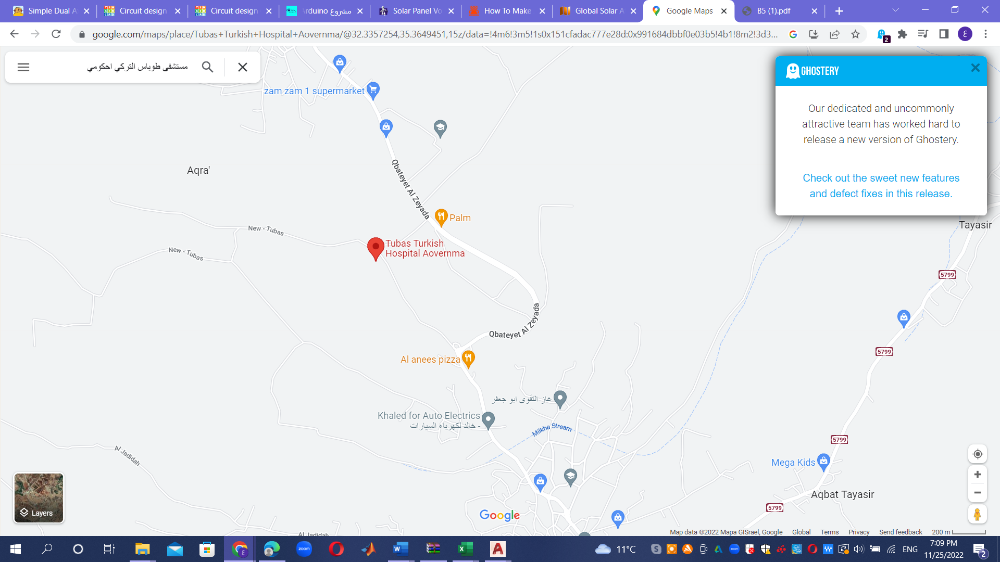 Simple Dual A
Circuit design
Circuit design
مشروع rduino
Solar Panel Vo
How To Make
Global Solar A
Google Maps
B5 (1).pdf
google.com/maps/place/Tubas+Turkish+Hospital+Aovernma/@32.3357254,35.3649451,15z/data=!4m6!3m5!1s0x151cfadac777e28d:0x991684dbbf0e03b5!4b1!8m2!3d3...
2
ع
مستشفى طوباس التركي احكومي
GHOSTERY
Our dedicated and uncommonly
attractive team has worked hard to
release a new version of Ghostery.
Check out the sweet new features
and defect fixes in this release.
zam zam 1 supermarket
Aqra'
Qbateyet Al Zeyada
Palm
New - Tubas
New - Tubas
Tubas Turkish
Hospital Aovernma
Tayasir
5799
Qbateyet Al Zeyada
5799
Al anees pizza
غاز التقوى ابو جعفر
Khaled for Auto Electrics
- خالد لكهرباء السيارات
Milkha Stream
5799
Al Jadidah
Mega Kids
Aqbat Tayasir
5799
Layers
Google
Al Jadidah
Map data ©2022 Mapa GISrael, Google
Global
Terms
Privacy
Send feedback
200 m
zoom
11°C
ENG
7:09 PM
11/25/2022
2